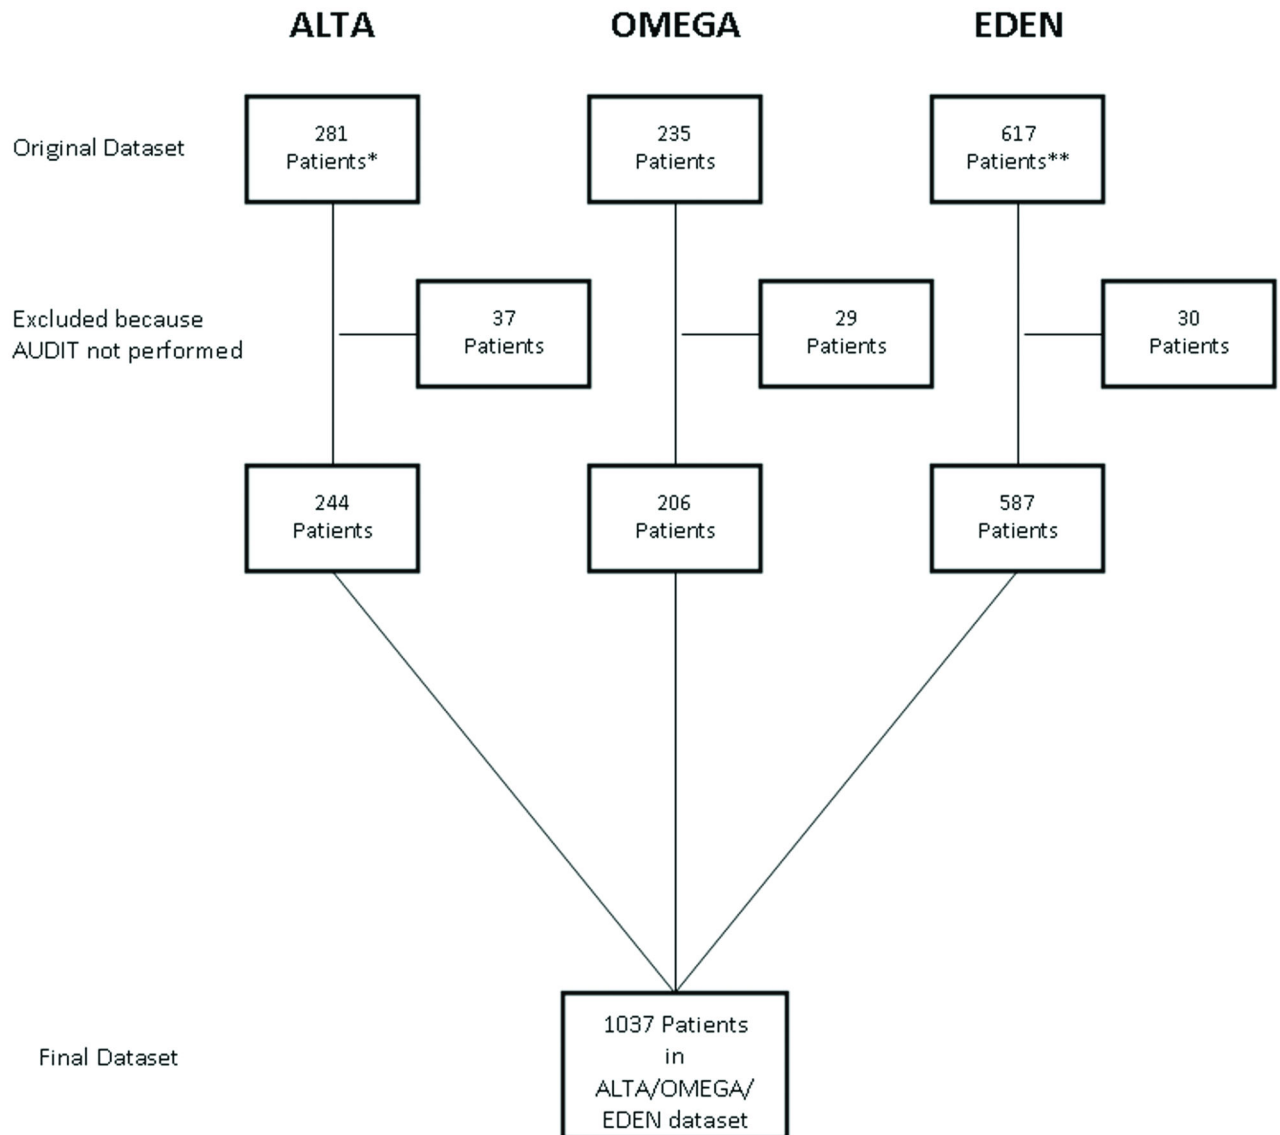 ALTA OMEGA EDEN
Original Dataset
281
Patients*
235
Patients
617
Patients**
Excluded because
AUDIT not performed
37
Patients
29
Patients
30
Patients
244
Patients
206
Patients
587
Patients
Final Dataset
1037 Patients
in
ALTA/OMEGA/
EDEN dataset